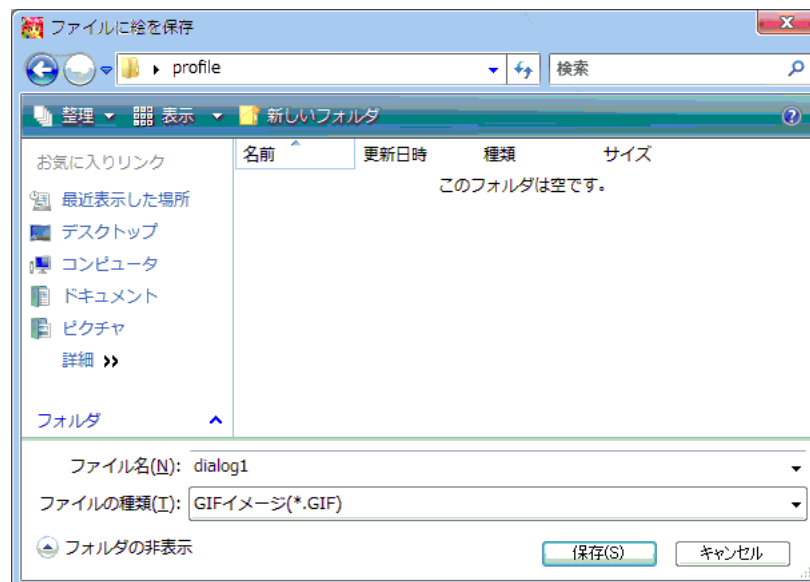 ファイルに絵を保存
profile
検索
整理 表示 新しいフォルダ
お気に入りリンク
名前 更新日時 種類 サイズ
このフォルダは空です。
最近表示した場所
デスクトップ
コンピュータ
ドキュメント
ピクチャ
詳細 >>
フォルダ
ファイル名(N): dialog1
ファイルの種類(T): GIFイメージ(*.GIF)
フォルダの非表示
保存(S) キャンセル